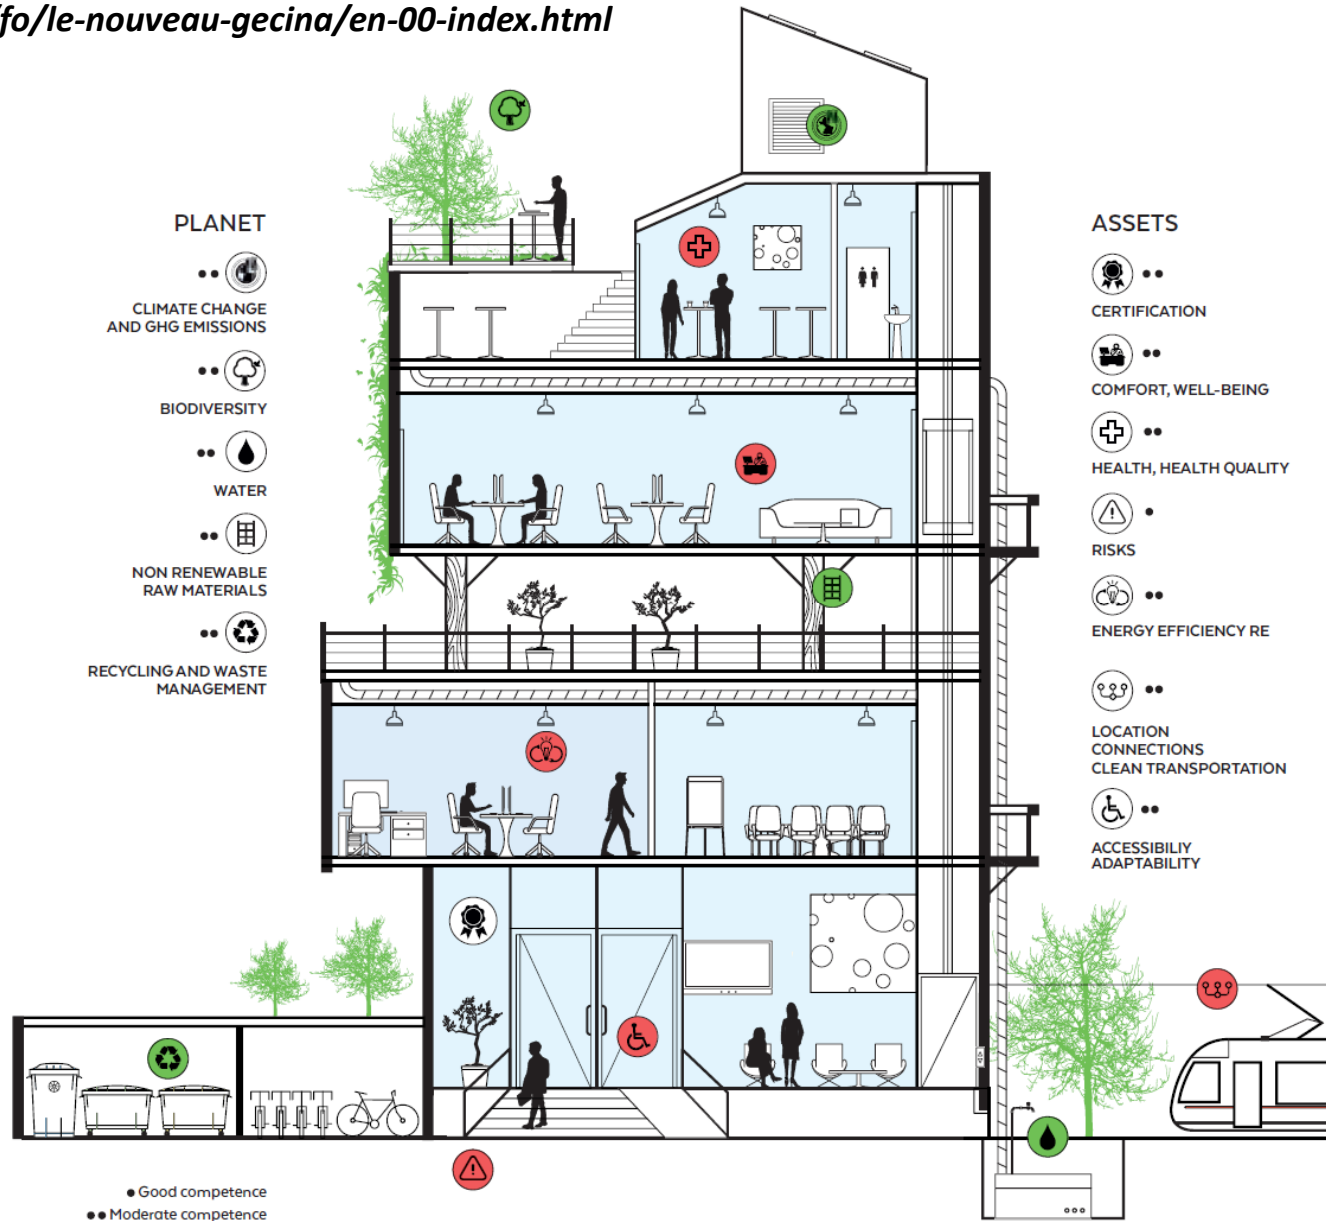 /fo/le-nouveau-gecina/en-00-index.html
PLANET
CLIMATE CHANGE
AND GHG EMISSIONS
BIODIVERSITY
WATER
NON RENEWABLE
RAW MATERIALS
RECYCLING AND WASTE
MANAGEMENT
ASSETS
CERTIFICATION
COMFORT, WELL-BEING
HEALTH, HEALTH QUALITY
RISKS
ENERGY EFFICIENCY RE
LOCATION
CONNECTIONS
CLEAN TRANSPORTATION
ACCESSIBILIY
ADAPTABILITY
● Good competence
●● Moderate competence